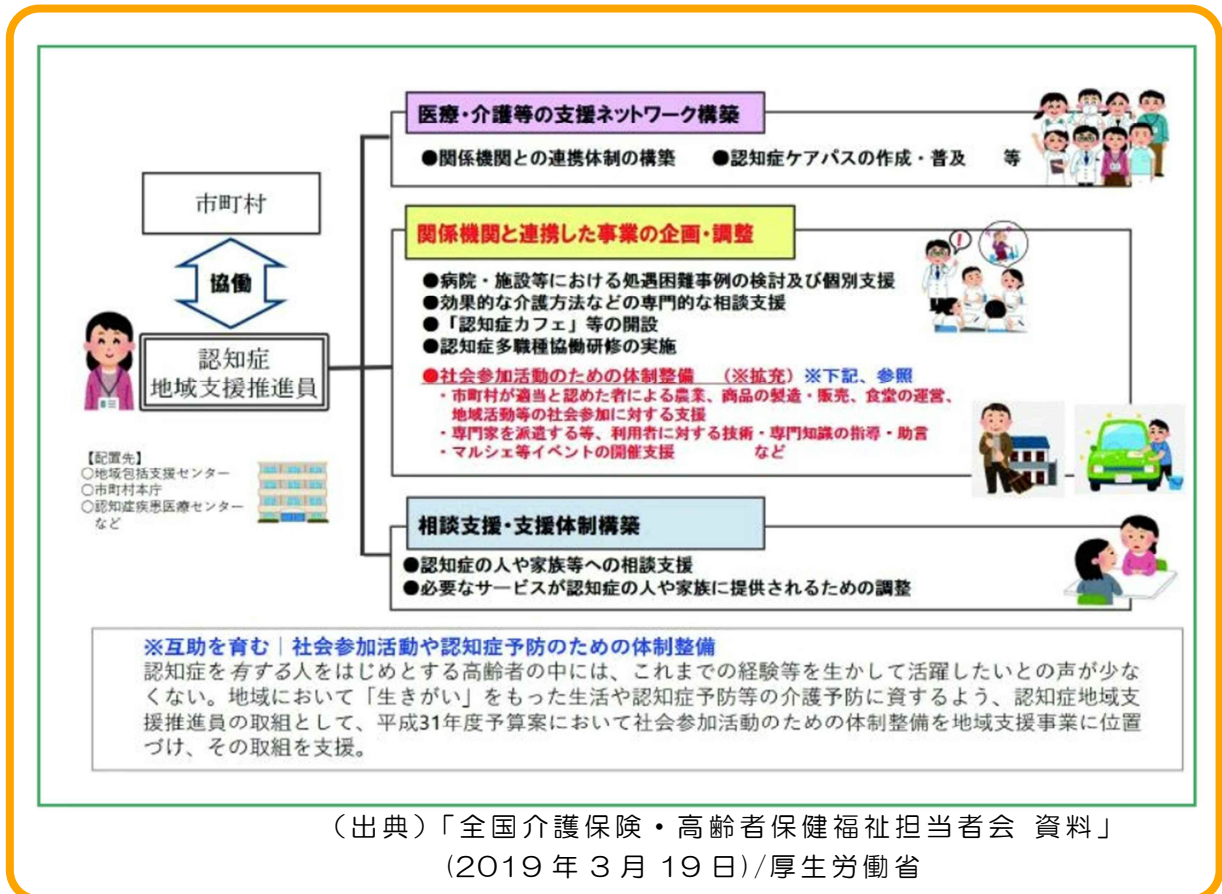 医療・介護等の支援ネットワーク構築
●関係機関との連携体制の構築　●認知症ケアパスの作成・普及　等
市町村
協働
認知症
地域支援推進員
【配置先】
○地域包括支援センター
○市町村本庁
○認知症疾患医療センター
など
関係機関と連携した事業の企画・調整
●病院・施設等における処遇困難事例の検討及び個別支援
●効果的な介護方法などの専門的な相談支援
●「認知症カフェ」等の開設
●認知症多職種協働研修の実施
●社会参加活動のための体制整備　（※拡充）※下記、参照
・市町村が適当と認めた者による農業、商品の製造・販売、食堂の運営、
地域活動等の社会参加に対する支援
・専門家を派遣する等、利用者に対する技術・専門知識の指導・助言
・マルシェ等イベントの開催支援　など
相談支援・支援体制構築
●認知症の人や家族等への相談支援
●必要なサービスが認知症の人や家族に提供されるための調整
※互助を育む｜社会参加活動や認知症予防のための体制整備
認知症を有する人をはじめとする高齢者の中には、これまでの経験等を生かして活躍したいとの声が少な
くない。地域において「生きがい」をもった生活や認知症予防等の介護予防に資するよう、認知症地域支
援推進員の取組として、平成31年度予算案において社会参加活動のための体制整備を地域支援事業に位置
づけ、その取組を支援。
（出典）「全国介護保険・高齢者保健福祉担当者会 資料」
(2019年3月19日)/厚生労働省